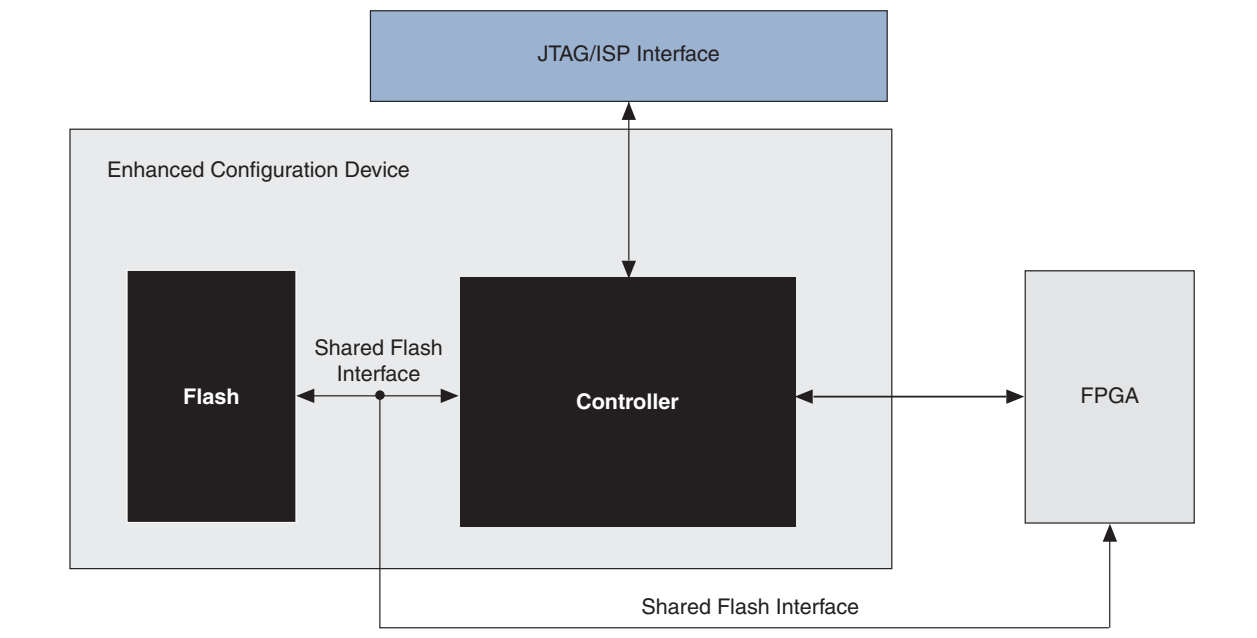 JTAG/ISP Interface
Enhanced Configuration Device
Shared Flash
Interface
Flash
Controller
FPGA
Shared Flash Interface